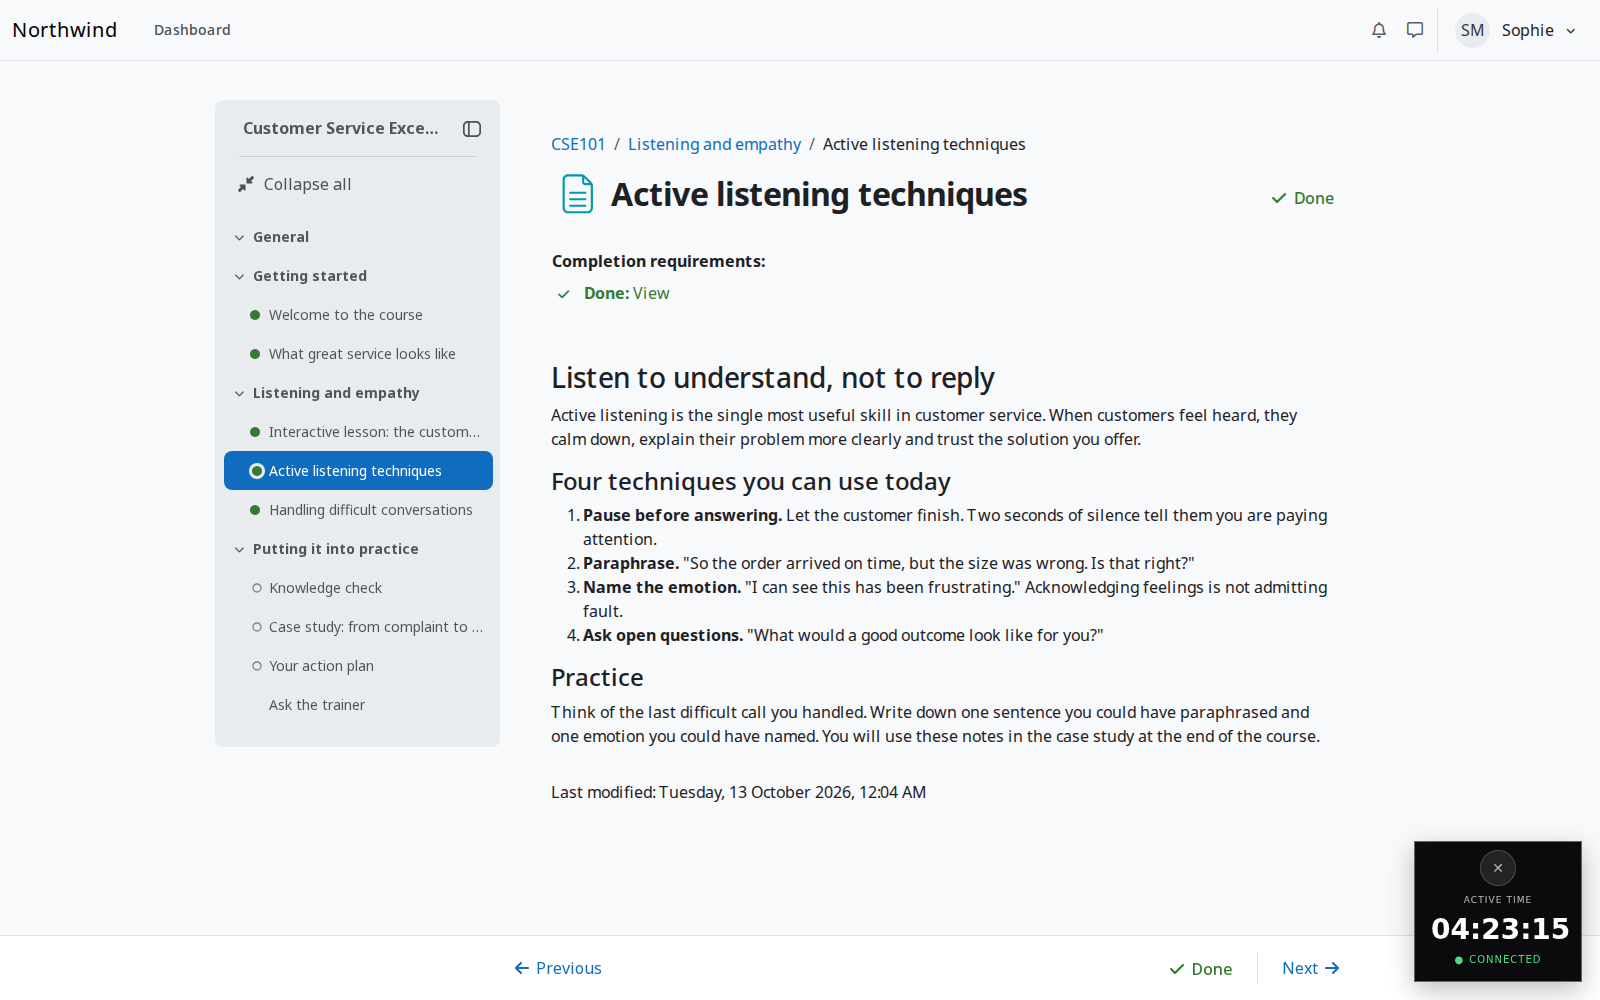 Northwind
Dashboard
SM
Sophie
Customer Service Exce...
Collapse all
General
Getting started
Welcome to the course
What great service looks like
Listening and empathy
Interactive lesson: the custom...
Active listening techniques
Handling difficult conversations
Putting it into practice
Knowledge check
Case study: from complaint to ...
Your action plan
Ask the trainer
CSE101 / Listening and empathy / Active listening techniques
Active listening techniques
Done
Completion requirements:
Done: View
Listen to understand, not to reply
Active listening is the single most useful skill in customer service. When customers feel heard, they
calm down, explain their problem more clearly and trust the solution you offer.
Four techniques you can use today
1. Pause before answering. Let the customer finish. Two seconds of silence tell them you are paying
attention.
2. Paraphrase. "So the order arrived on time, but the size was wrong. Is that right?"
3. Name the emotion. "I can see this has been frustrating." Acknowledging feelings is not admitting
fault.
4. Ask open questions. "What would a good outcome look like for you?"
Practice
Think of the last difficult call you handled. Write down one sentence you could have paraphrased and
one emotion you could have named. You will use these notes in the case study at the end of the course.
Last modified: Tuesday, 13 October 2026, 12:04 AM
Previous
Done
Next
ACTIVE TIME
04:23:15
CONNECTED